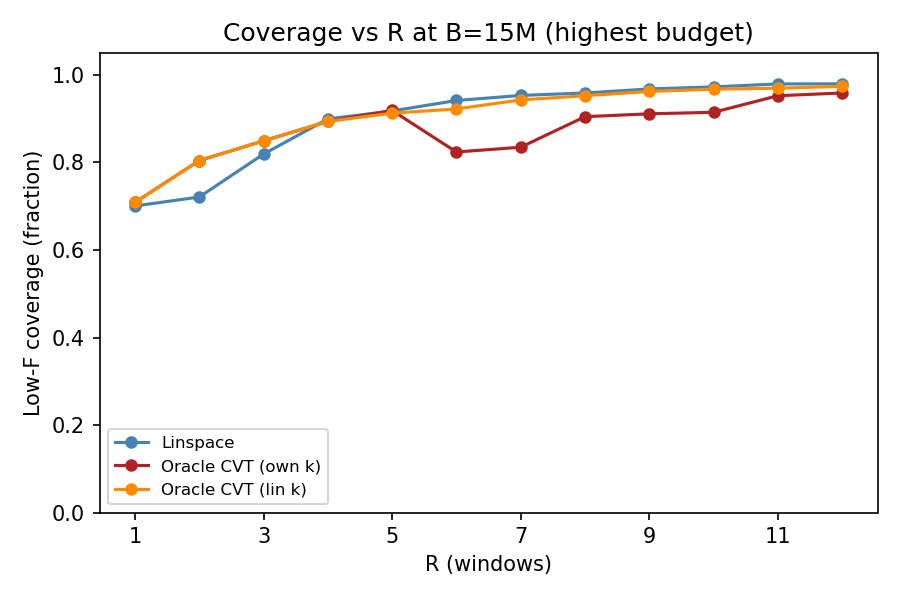 Coverage vs R at B=15M (highest budget)
Low-F coverage (fraction)
1.0
0.8
0.6
0.4
0.2
0.0
Linspace
Oracle CVT (own k)
Oracle CVT (lin k)
1 3 5 7 9 11
R (windows)